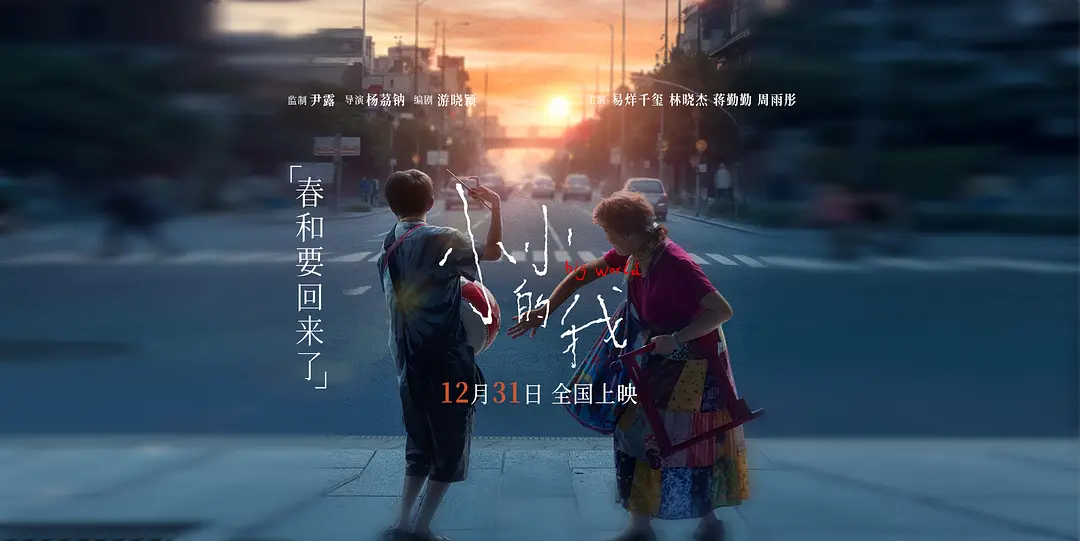 监制 尹露 导演 杨荔钠 编剧 游晓颖
主演 易烊千玺 林晓杰 蒋勤勤 周雨彤
「春和要回来了」
小小的我
big world
12月31日 全国上映